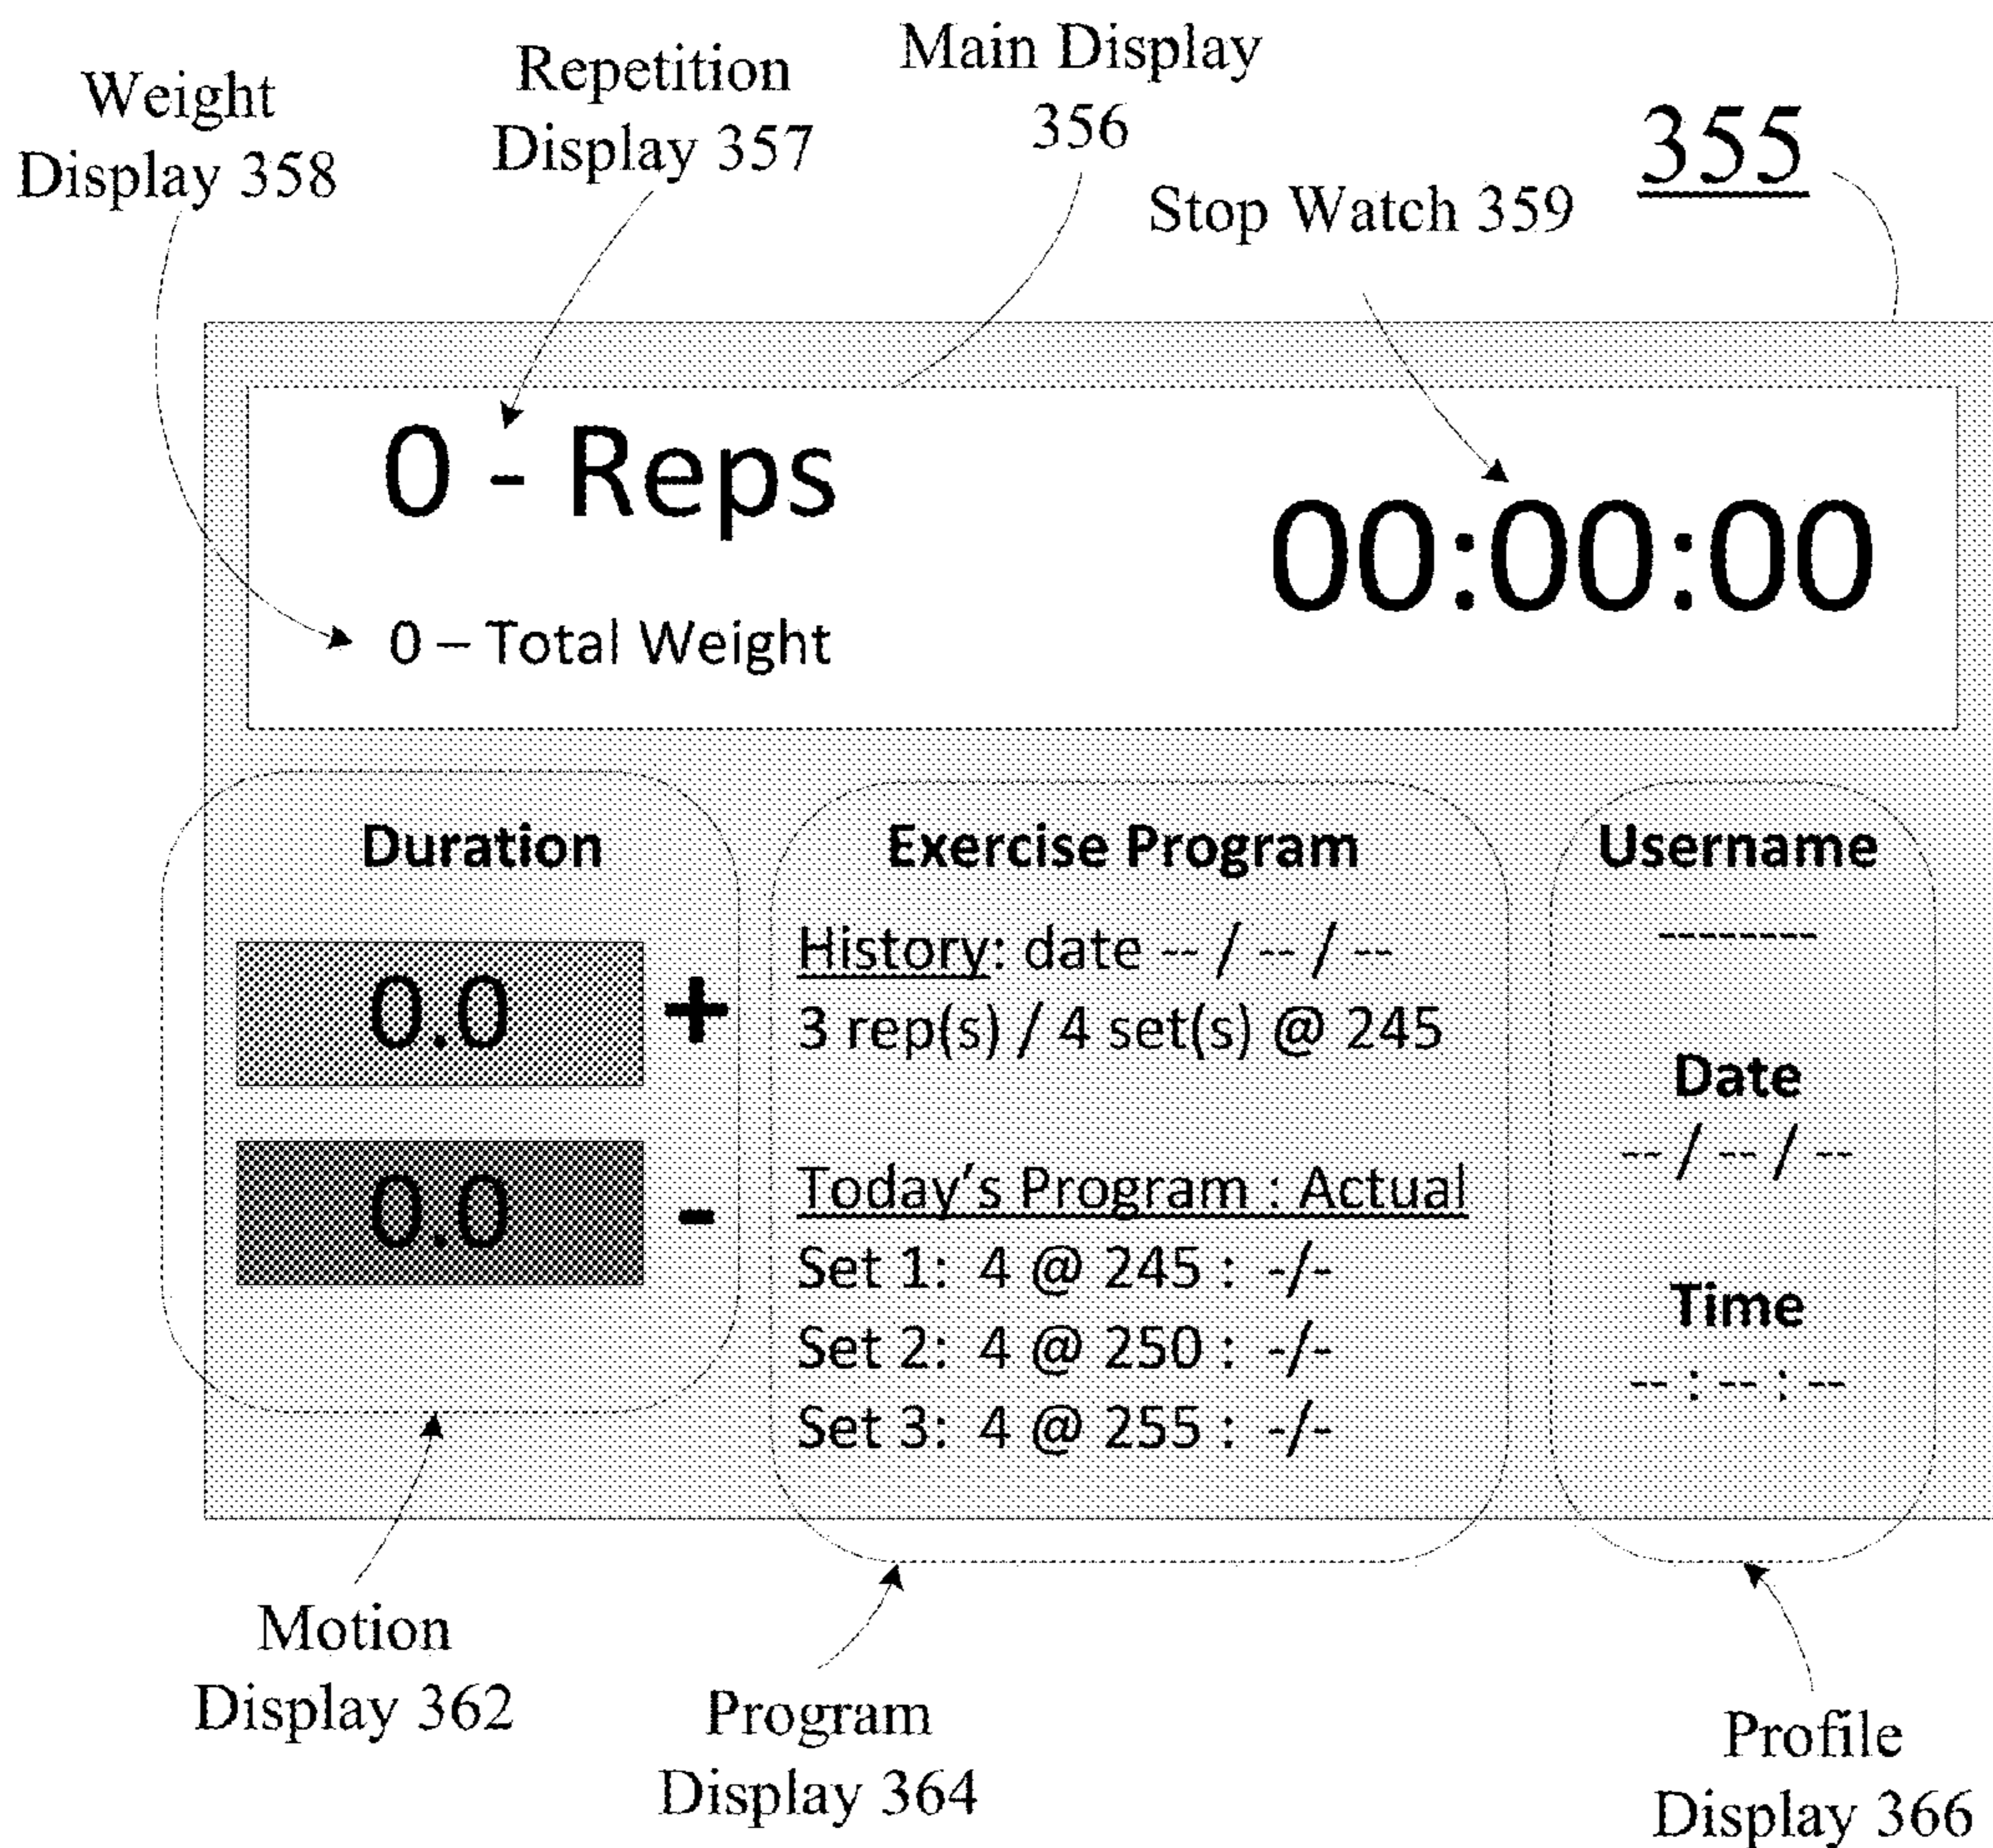 Weight
Display 358
Repetition
Display 357
Main Display
356
Stop Watch 359
355
0 - Reps
0 – Total Weight
00:00:00
Duration
0.0 +
0.0 -
Exercise Program
History: date -- / -- / --
3 rep(s) / 4 set(s) @ 245
Today's Program : Actual
Set 1: 4 @ 245 : -/-
Set 2: 4 @ 250 : -/-
Set 3: 4 @ 255 : -/-
Username
--------
Date
-- / -- / --
Time
-- : -- : --
Motion
Display 362
Program
Display 364
Profile
Display 366